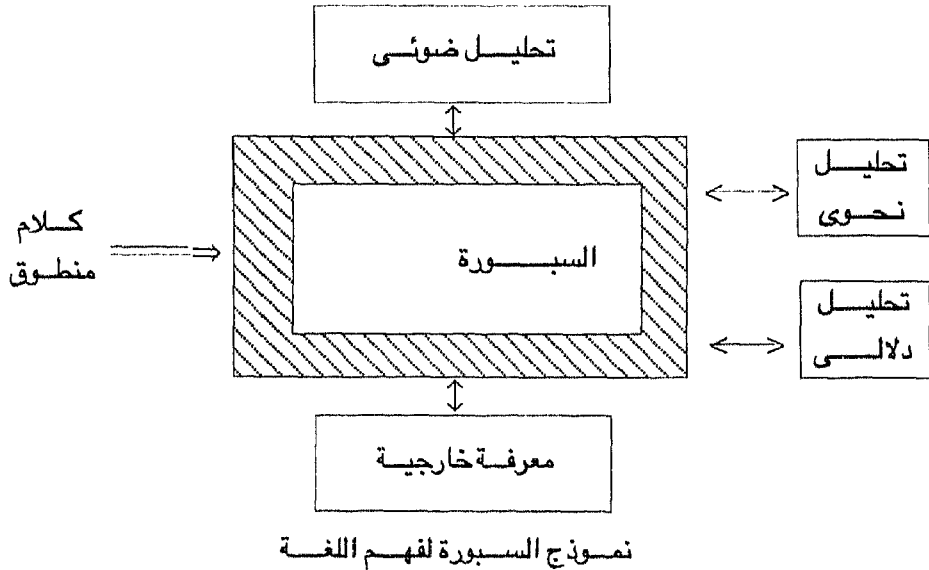 تحليل ضوئى
تحليل
نحوى
كلام
منطوق
السبورة
تحليل
دلالى
معرفة خارجية
نموذج السبورة لفهم اللغة